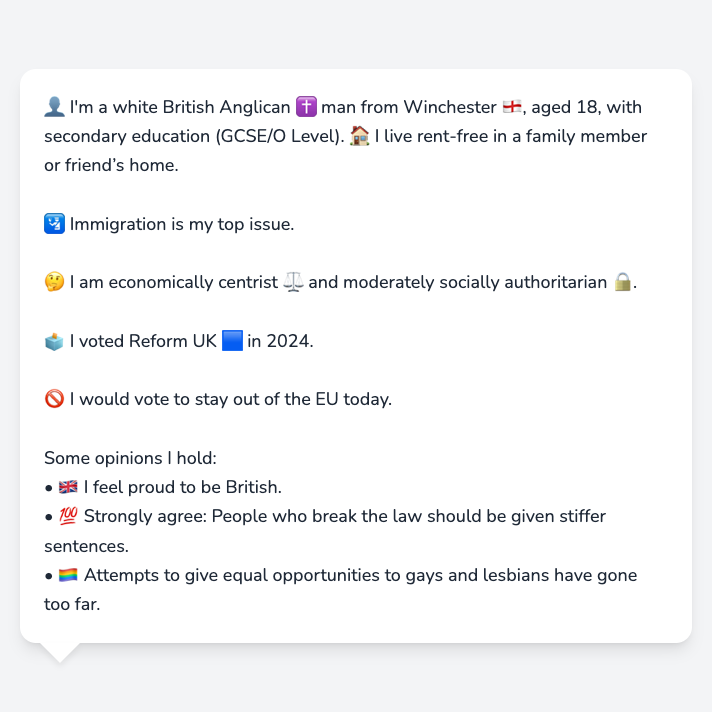 👤 I'm a white British Anglican ✝️ man from Winchester 🏴󠁧󠁢󠁥󠁮󠁧󠁿, aged 18, with
secondary education (GCSE/O Level). 🏠 I live rent-free in a family member
or friend’s home.
🛂 Immigration is my top issue.
🤔 I am economically centrist ⚖️ and moderately socially authoritarian 🔒.
🗳️ I voted Reform UK 🟦 in 2024.
🚫 I would vote to stay out of the EU today.
Some opinions I hold:
• 🇬🇧 I feel proud to be British.
• 💯 Strongly agree: People who break the law should be given stiffer
sentences.
• 🏳️‍🌈 Attempts to give equal opportunities to gays and lesbians have gone
too far.